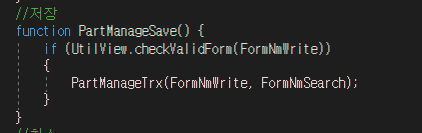 //저장
function PartManageSave() {
if (UtilView.checkValidForm(FormNmWrite))
{
PartManageTrx(FormNmWrite, FormNmSearch);
}
}